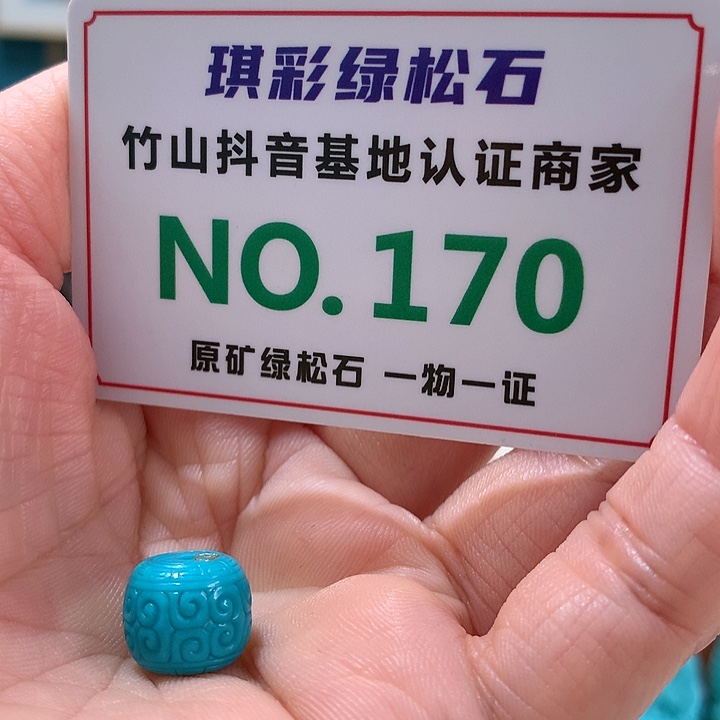 琪彩绿松石
竹山抖音基地认证商家
NO.170
原矿绿松石 一物一证